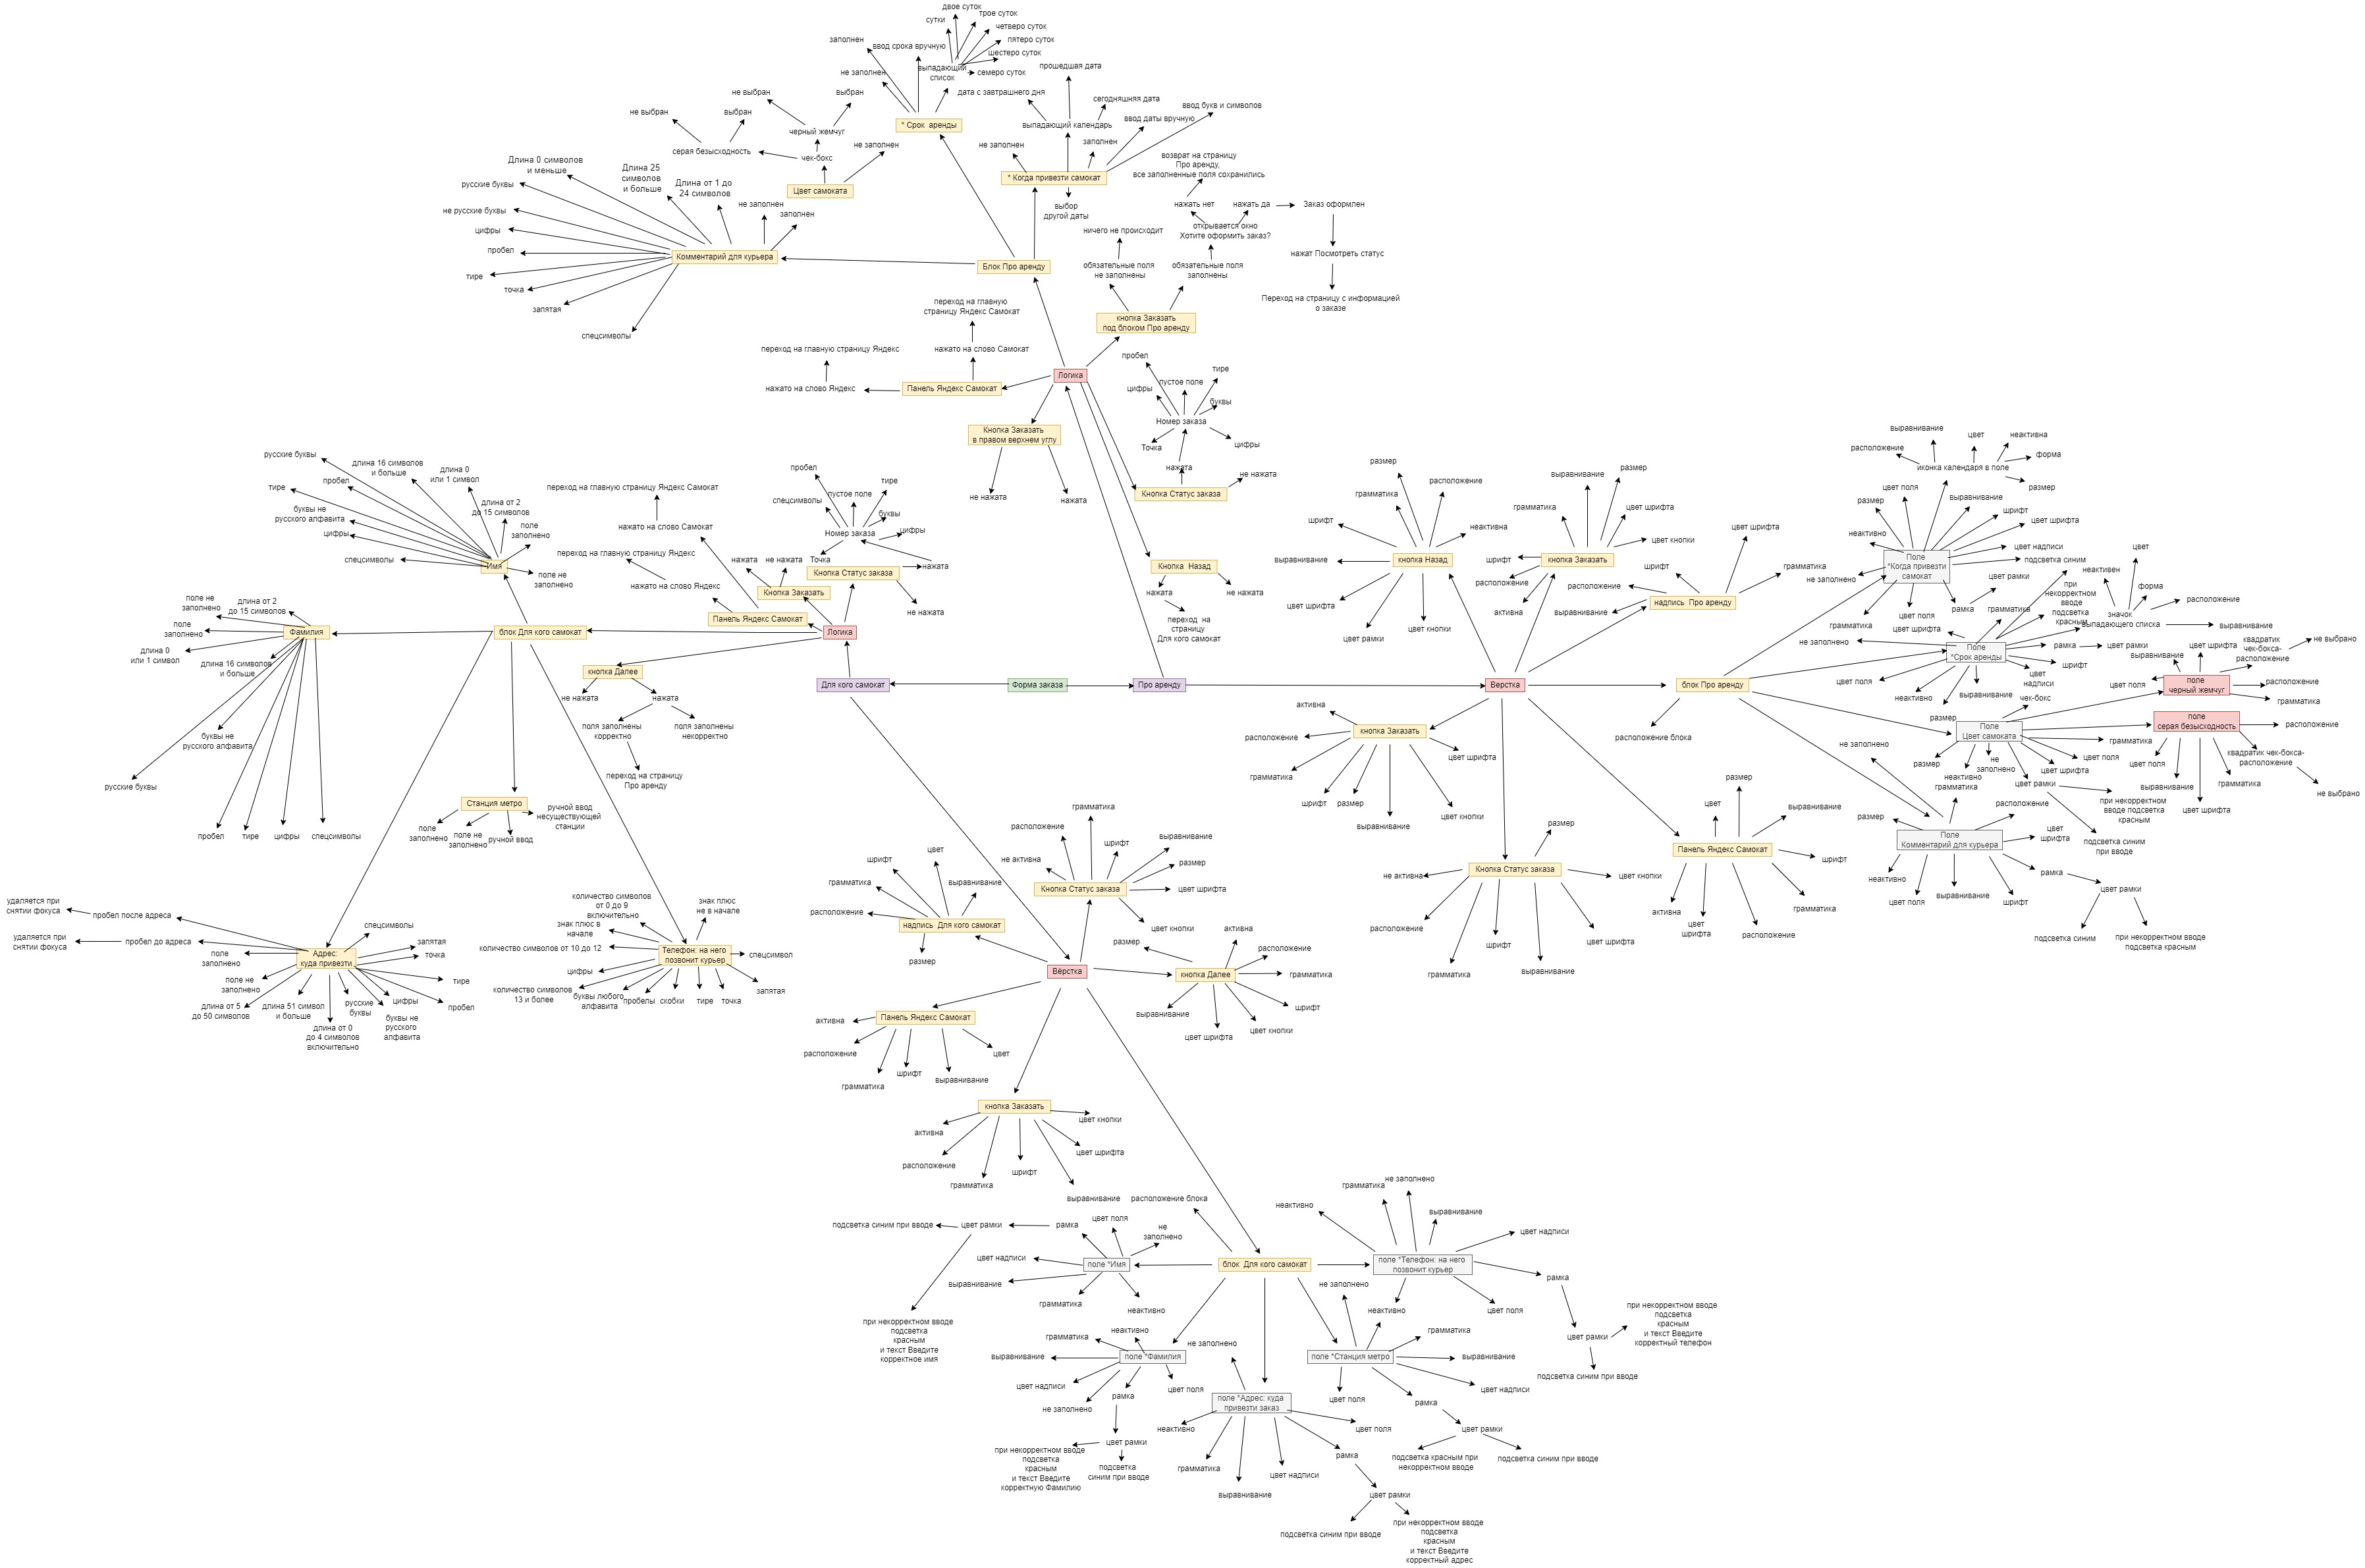 двое суток
сутки
трое суток
четверо суток
пятеро суток
шестеро суток
семеро суток
выпадающий
список
заполнен
ввод срока вручную
не заполнен
* Срок  аренды
прошедшая дата
дата с завтрашнего дня
сегодняшняя дата
ввод букв и символов
выпадающий календарь
ввод даты вручную
не заполнен
заполнен
* Когда привезти самокат
выбор
другой даты
не выбран
выбран
черный жемчуг
не выбран
выбран
серая безысходность
чек-бокс
не заполнен
Цвет самоката
Длина 0 символов
и меньше
Длина 25
символов
и больше
Длина от 1 до
24 символов
не заполнен
заполнен
русские буквы
не русские буквы
цифры
пробел
тире
точка
запятая
спецсимволы
Комментарий для курьера
Блок Про аренду
возврат на страницу
Про аренду,
все заполненные поля сохранились
нажать нет
нажать да
Заказ оформлен
открывается окно
Хотите оформить заказ?
нажат Посмотреть статус
Переход на страницу с информацией
о заказе
ничего не происходит
обязательные поля
не заполнены
обязательные поля
заполнены
кнопка Заказать
под блоком Про аренду
переход на главную
страницу Яндекс Самокат
нажато на слово Самокат
переход на главную страницу Яндекс
нажато на слово Яндекс
Панель Яндекс Самокат
Логика
Кнопка Заказать
в правом верхнем углу
не нажата
нажата
пробел
тире
цифры
пустое поле
буквы
Номер заказа
Точка
цифры
нажата
не нажата
Кнопка Статус заказа
Кнопка  Назад
нажата
не нажата
переход  на
страницу
Для кого самокат
русские буквы
длина 16 символов
и больше
длина 0
или 1 символ
тире
пробел
длина от 2
до 15 символов
буквы не
русского алфавита
цифры
поле
заполнено
спецсимволы
Имя
поле не
заполнено
переход на главную страницу Яндекс Самокат
нажато на слово Самокат
переход на главную страницу Яндекс
нажато на слово Яндекс
пробел
спецсимволы
пустое поле
тире
буквы
Номер заказа
цифры
Точка
нажата
не нажата
Кнопка Статус заказа
нажата
не нажата
Кнопка Заказать
Панель Яндекс Самокат
Логика
поле не
заполнено
длина от 2
до 15 символов
поле
заполнено
Фамилия
длина 0
или 1 символ
длина 16 символов
и больше
буквы не
русского алфавита
русские буквы
пробел
тире
цифры
спецсимволы
блок Для кого самокат
кнопка Далее
не нажата
нажата
поля заполнены
корректно
поля заполнены
некорректно
переход на страницу
Про аренду
Станция метро
поле
заполнено
поле не
заполнено
ручной ввод
ручной ввод
несуществующей
станции
Для кого самокат
Форма заказа
Про аренду
Верстка
удаляется при
снятии фокуса
пробел после адреса
удаляется при
снятии фокуса
пробел до адреса
спецсимволы
запятая
точка
тире
пробел
цифры
буквы не
русского
алфавита
русские
буквы
длина от 0
до 4 символов
включительно
длина 51 символ
и больше
длина от 5
до 50 символов
поле не
заполнено
поле
заполнено
Адрес:
куда привезти
количество символов
от 0 до 9
включительно
знак плюс
не в начале
знак плюс в
начале
количество символов от 10 до 12
цифры
количество символов
13 и более
буквы любого
алфавита
пробелы
скобки
тире
точка
запятая
спецсимвол
Телефон: на него
позвонит курьер
размер
грамматика
расположение
шрифт
неактивна
выравнивание
кнопка Назад
цвет шрифта
цвет рамки
цвет кнопки
выравнивание
размер
грамматика
цвет шрифта
цвет кнопки
шрифт
кнопка Заказать
расположение
активна
цвет шрифта
шрифт
расположение
грамматика
выравнивание
надпись  Про аренду
блок Про аренду
расположение блока
выравнивание
цвет
неактивна
расположение
форма
иконка календаря в поле
размер
цвет поля
размер
выравнивание
шрифт
цвет шрифта
неактивно
цвет надписи
Поле
*Когда привезти
самокат
подсветка синим
не заполнено
цвет рамки
рамка
цвет поля
грамматика
при
некорректном
вводе
подсветка
красным
цвет
неактивен
форма
расположение
значок
выпадающего списка
выравнивание
грамматика
цвет шрифта
не заполнено
Поле
*Срок аренды
рамка
цвет рамки
шрифт
цвет
надписи
цвет поля
неактивно
выравнивание
цвет шрифта
выравнивание
квадратик
чек-бокса-
расположение
не выбрано
цвет поля
поле
черный жемчуг
расположение
грамматика
чек-бокс
размер
Поле
Цвет самоката
поле
серая безысходность
расположение
грамматика
цвет поля
цвет шрифта
размер
неактивно
не
заполнено
цвет рамки
цвет поля
выравнивание
цвет шрифта
грамматика
квадратик чек-бокса-
расположение
не выбрано
при некорректном
вводе подсветка
красным
подсветка синим
при вводе
не заполнено
грамматика
расположение
размер
цвет
шрифта
Поле
Комментарий для курьера
неактивно
цвет поля
выравнивание
шрифт
рамка
цвет рамки
подсветка синим
при некорректном вводе
подсветка красным
активна
расположение
кнопка Заказать
грамматика
шрифт
размер
выравнивание
цвет кнопки
цвет шрифта
размер
не активна
Кнопка Статус заказа
цвет кнопки
расположение
грамматика
шрифт
выравнивание
цвет шрифта
размер
цвет
выравнивание
Панель Яндекс Самокат
шрифт
активна
цвет
шрифта
расположение
грамматика
грамматика
расположение
шрифт
выравнивание
не активна
размер
Кнопка Статус заказа
цвет шрифта
цвет кнопки
цвет
шрифт
грамматика
выравнивание
расположение
надпись  Для кого самокат
размер
Вёрстка
размер
активна
расположение
кнопка Далее
грамматика
выравнивание
цвет шрифта
цвет кнопки
шрифт
Панель Яндекс Самокат
активна
расположение
грамматика
шрифт
выравнивание
цвет
кнопка Заказать
цвет кнопки
активна
расположение
грамматика
шрифт
выравнивание
цвет шрифта
расположение блока
подсветка синим при вводе
цвет рамки
рамка
цвет поля
не
заполнено
цвет надписи
поле *Имя
выравнивание
грамматика
неактивно
при некорректном вводе
подсветка
красным
и текст Введите
корректное имя
блок  Для кого самокат
не заполнено
грамматика
неактивно
выравнивание
цвет надписи
поле *Телефон: на него
позвонит курьер
неактивно
цвет поля
рамка
цвет рамки
при некорректном вводе
подсветка
красным
и текст Введите
корректный телефон
подсветка синим при вводе
грамматика
неактивно
выравнивание
поле *Фамилия
цвет надписи
не заполнено
рамка
цвет поля
цвет рамки
при некорректном вводе
подсветка
красным
и текст Введите
корректную Фамилию
подсветка
синим при вводе
не заполнено
поле *Адрес: куда
привезти заказ
неактивно
грамматика
выравнивание
цвет надписи
рамка
цвет поля
цвет рамки
подсветка синим при вводе
при некорректном вводе
подсветка
красным
и текст Введите
корректный адрес
не заполнено
грамматика
поле *Станция метро
выравнивание
цвет надписи
цвет поля
рамка
цвет рамки
подсветка красным при
некорректном вводе
подсветка синим при вводе